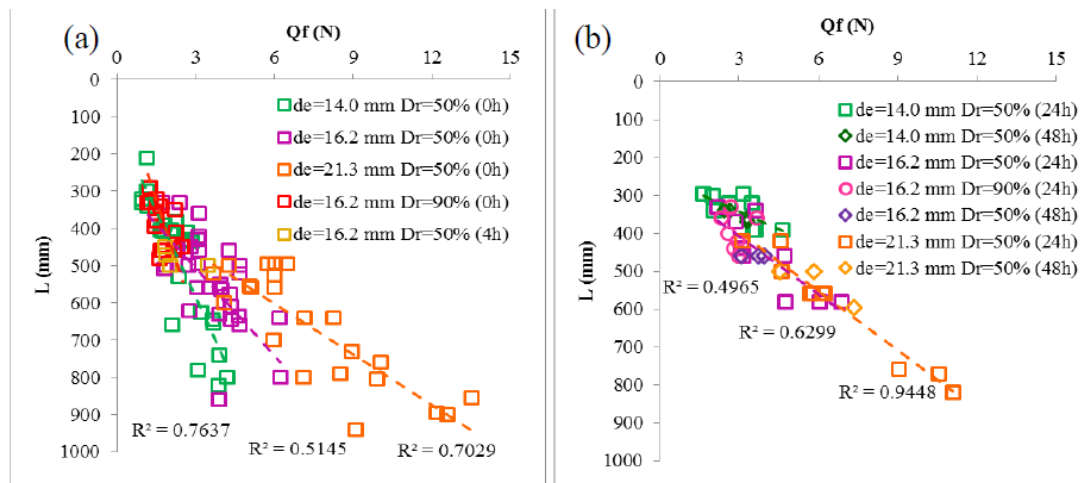 (a)
Qf (N)
0 3 6 9 12 15
0
100
200
300
400
500
600
700
800
900
1000
L (mm)
de=14.0 mm Dr=50% (0h)
de=16.2 mm Dr=50% (0h)
de=21.3 mm Dr=50% (0h)
de=16.2 mm Dr=90% (0h)
de=16.2 mm Dr=50% (4h)
R² = 0.7637
R² = 0.5145
R² = 0.7029
(b)
Qf (N)
0 3 6 9 12 15
0
100
200
300
400
500
600
700
800
900
1000
L (mm)
de=14.0 mm Dr=50% (24h)
de=14.0 mm Dr=50% (48h)
de=16.2 mm Dr=50% (24h)
de=16.2 mm Dr=90% (24h)
de=16.2 mm Dr=50% (48h)
de=21.3 mm Dr=50% (24h)
de=21.3 mm Dr=50% (48h)
R² = 0.4965
R² = 0.6299
R² = 0.9448